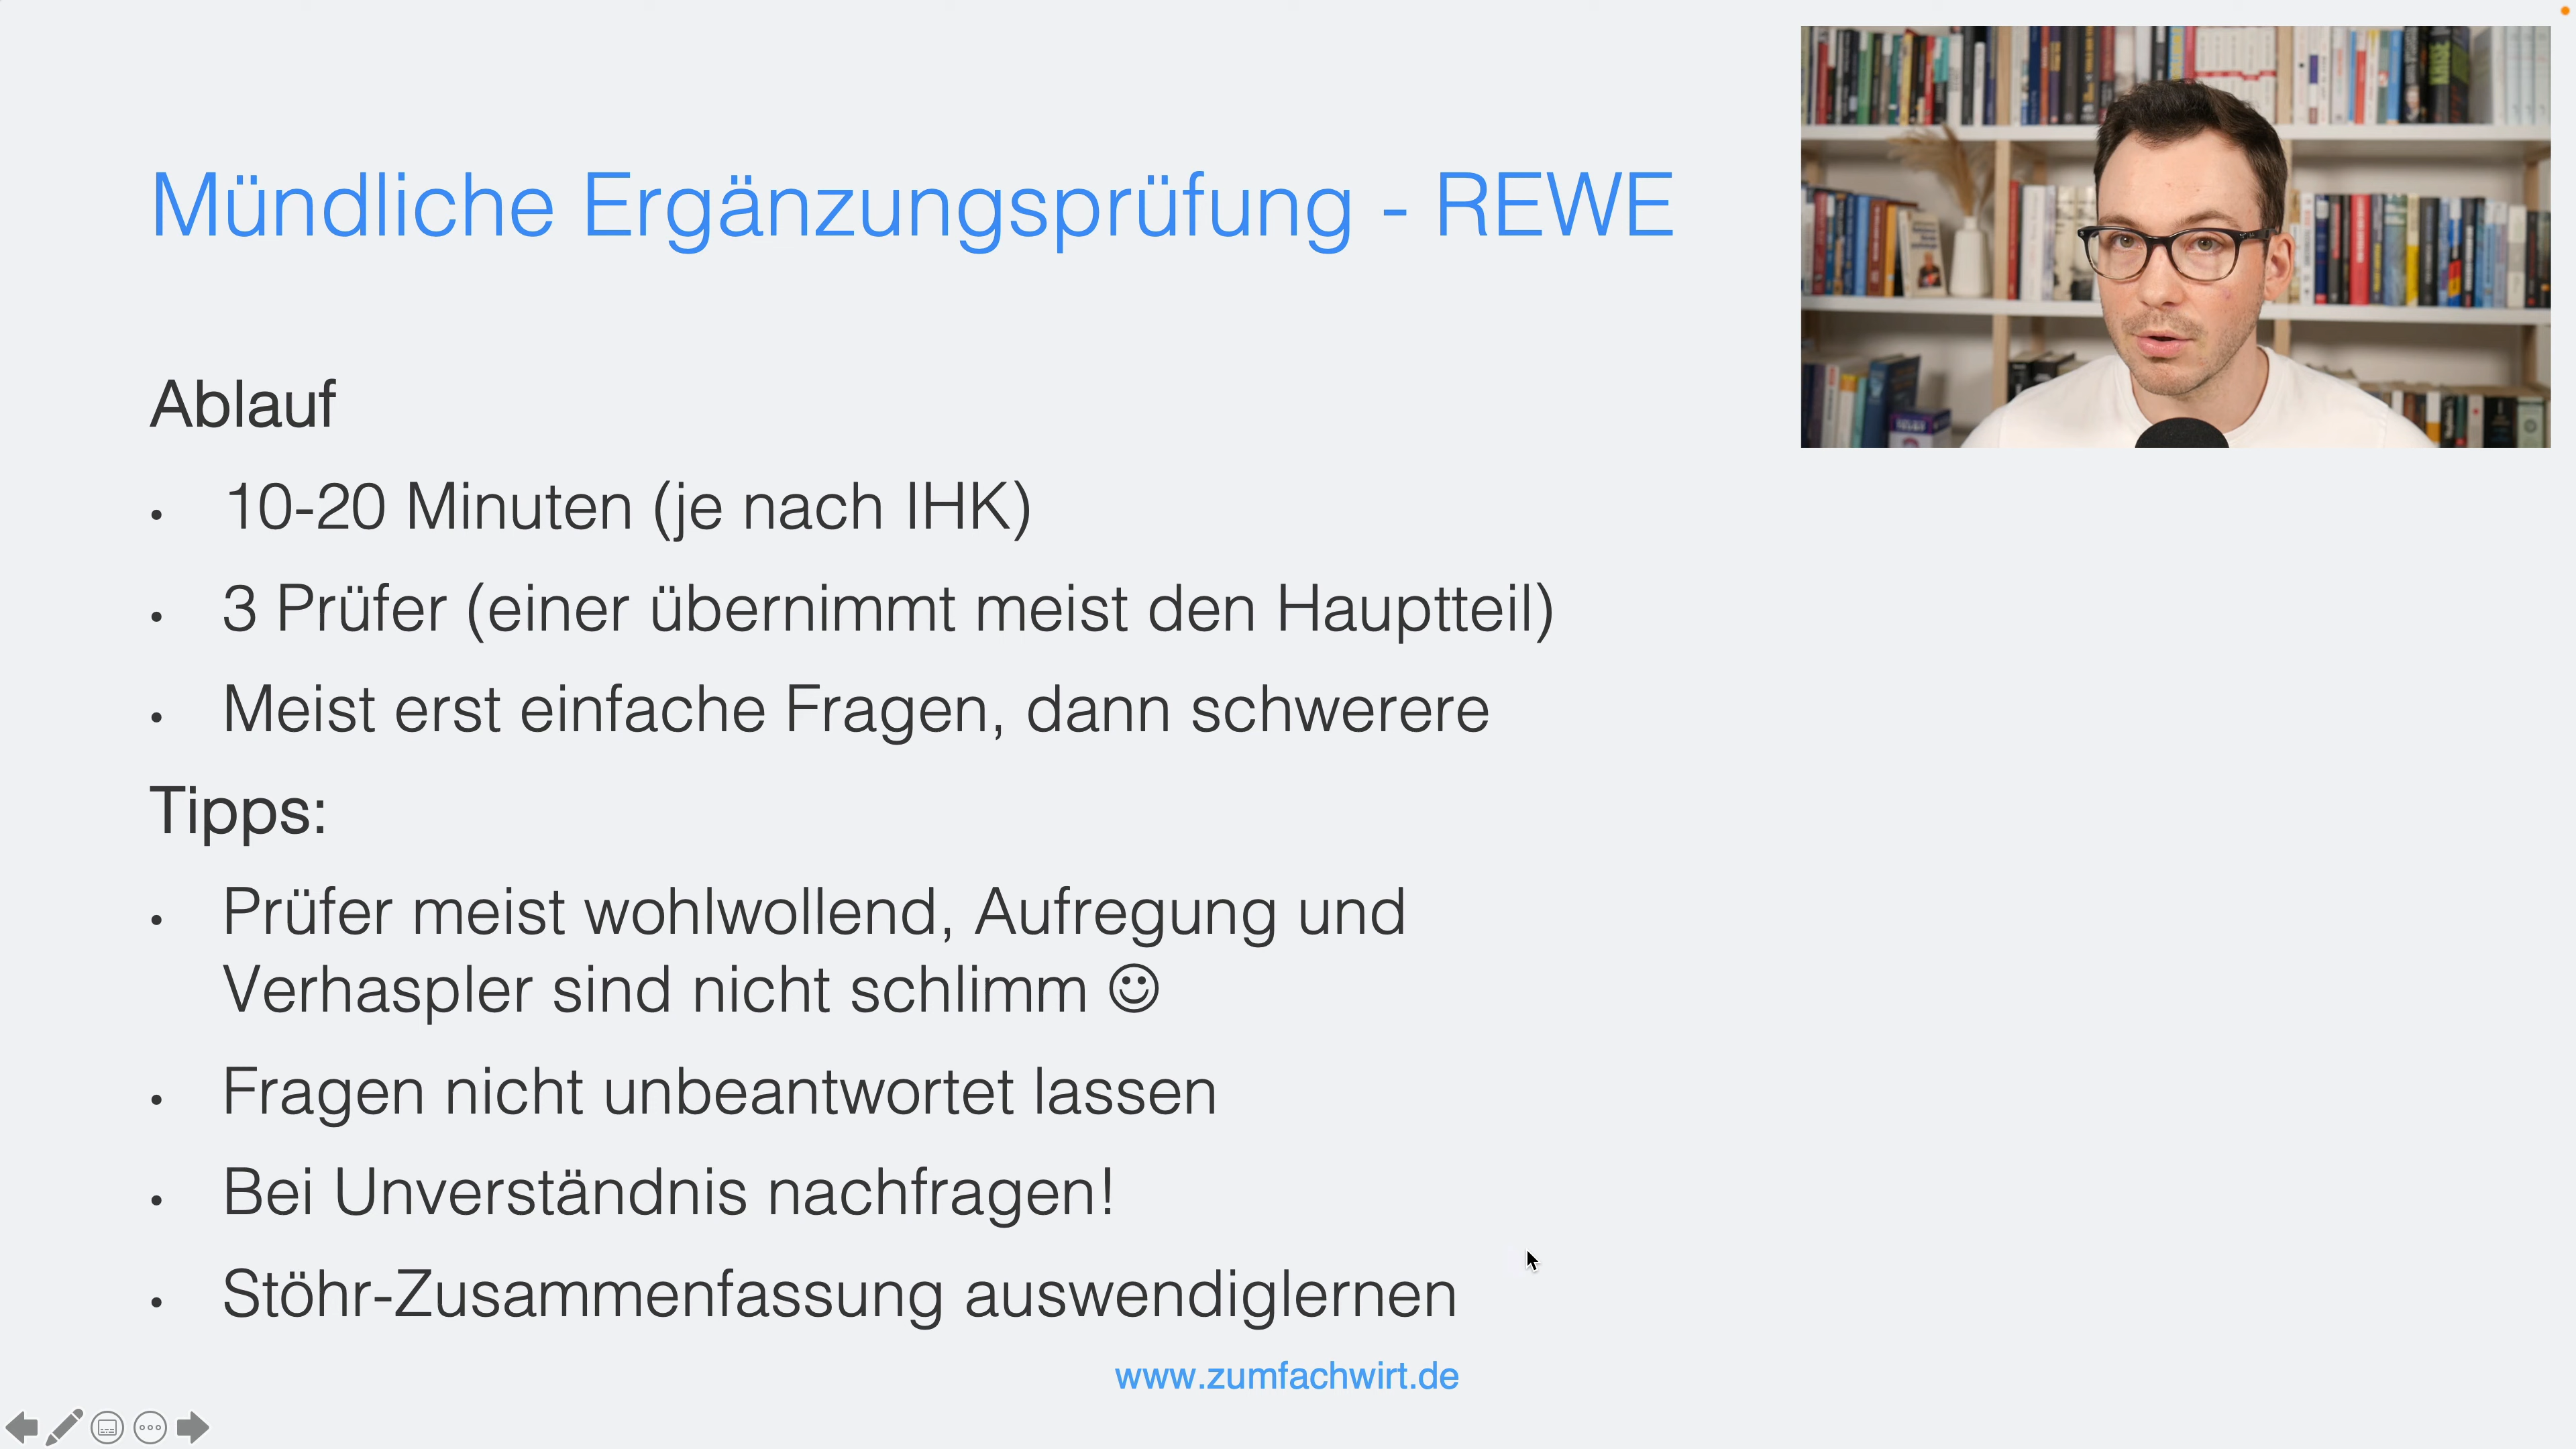 Mündliche Ergänzungsprüfung - REWE
Ablauf
• 10-20 Minuten (je nach IHK)
• 3 Prüfer (einer übernimmt meist den Hauptteil)
• Meist erst einfache Fragen, dann schwerere
Tipps:
• Prüfer meist wohlwollend, Aufregung und
Verhaspler sind nicht schlimm ☺
• Fragen nicht unbeantwortet lassen
• Bei Unverständnis nachfragen!
• Stöhr-Zusammenfassung auswendiglernen
www.zumfachwirt.de